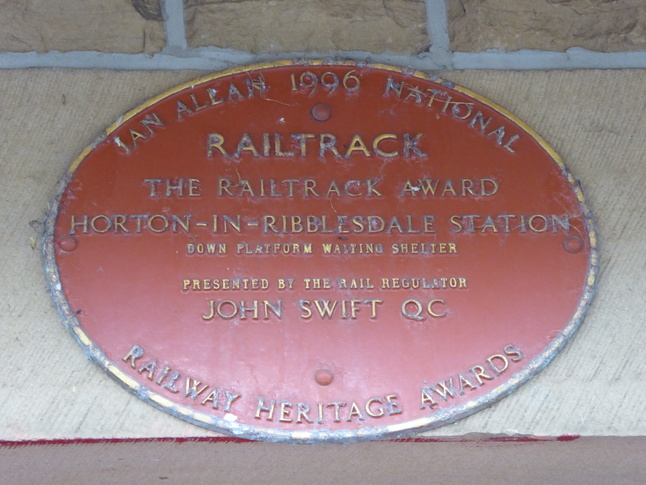 IAN ALLAN 1996 NATIONAL
RAILTRACK
THE RAILTRACK AWARD
HORTON-IN-RIBBLESDALE STATION
DOWN PLATFORM WAITING SHELTER
PRESENTED BY THE RAIL REGULATOR
JOHN SWIFT QC
RAILWAY HERITAGE AWARDS